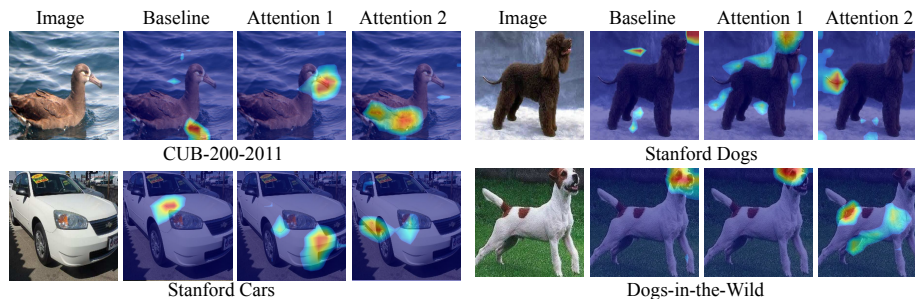 Image Baseline Attention 1 Attention 2 Image Baseline Attention 1 Attention 2
CUB-200-2011 Stanford Dogs
Stanford Cars Dogs-in-the-Wild